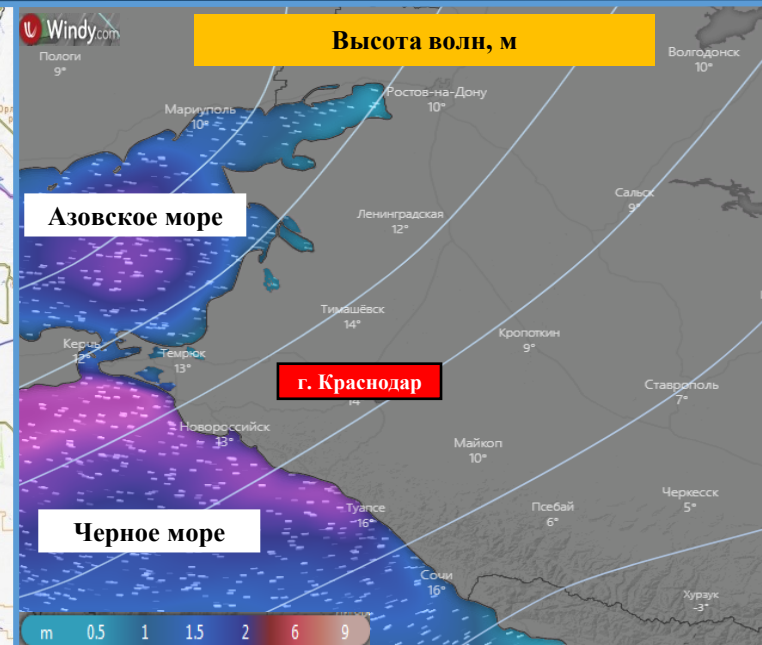 Windy.com
Высота волн, м
Пологи
9°
Волгодонск
10°
Мариуполь
10°
Ростов-на-Дону
10°
Сальск
9°
Азовское море
Ленинградская
12°
Тимашёвск
14°
Кропоткин
9°
Керчь
12°
Темрюк
13°
г. Краснодар
14
Ставрополь
7°
Новороссийск
13°
Майкоп
10°
Туапсе
16°
Псебай
6°
Черкесск
5°
Черное море
Сочи
16°
Хурзук
-3°
m 0.5 1 1.5 2 6 9